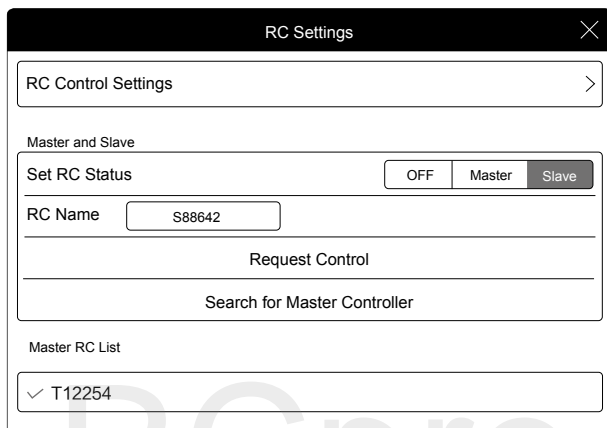 RC Settings
RC Control Settings
Master and Slave
Set RC Status OFF Master Slave
RC Name S88642
Request Control
Search for Master Controller
Master RC List
T12254